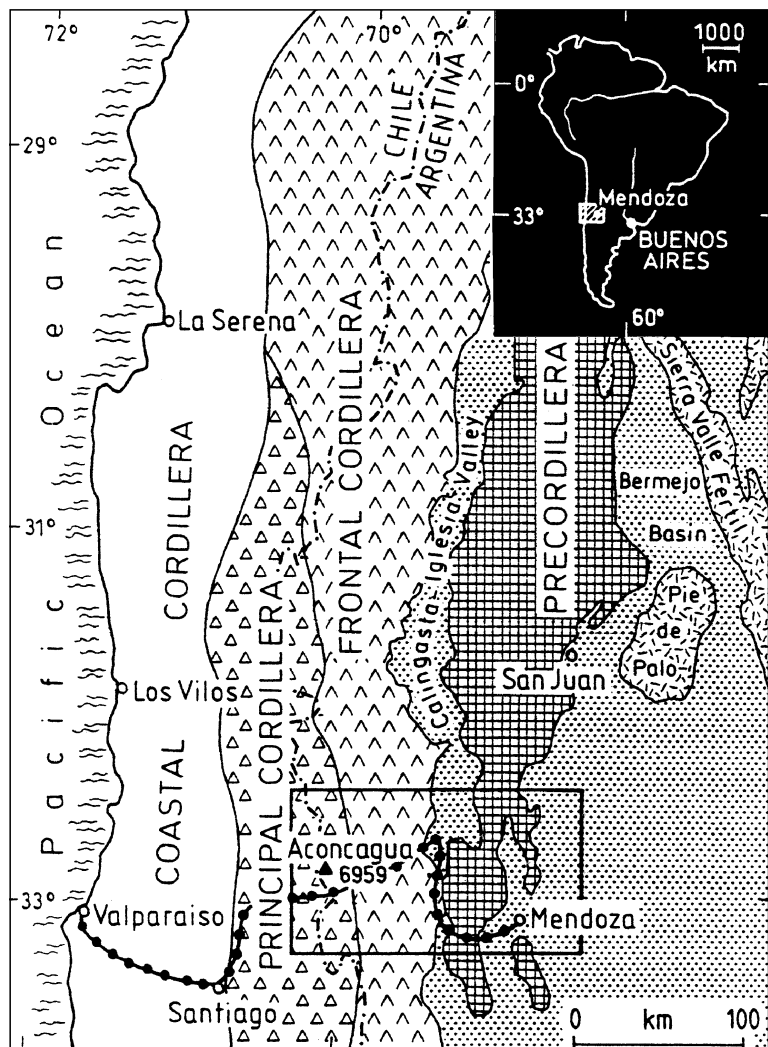 72°
70°
1000
km
0°
CHILE
ARGENTINA
29°
Mendoza
33°
BUENOS
AIRES
60°
Pacific Ocean
La Serena
COASTAL CORDILLERA
PRINCIPAL CORDILLERA
FRONTAL CORDILLERA
PRECORDILLERA
Calingasta-Iglesia-Valley
Sierra Valle Fertil
Bermejo
Basin
31°
Pie
de
Palo
San Juan
Los Vilos
Aconcagua
6959
33°
Valparaiso
Mendoza
Santiago
0 km 100